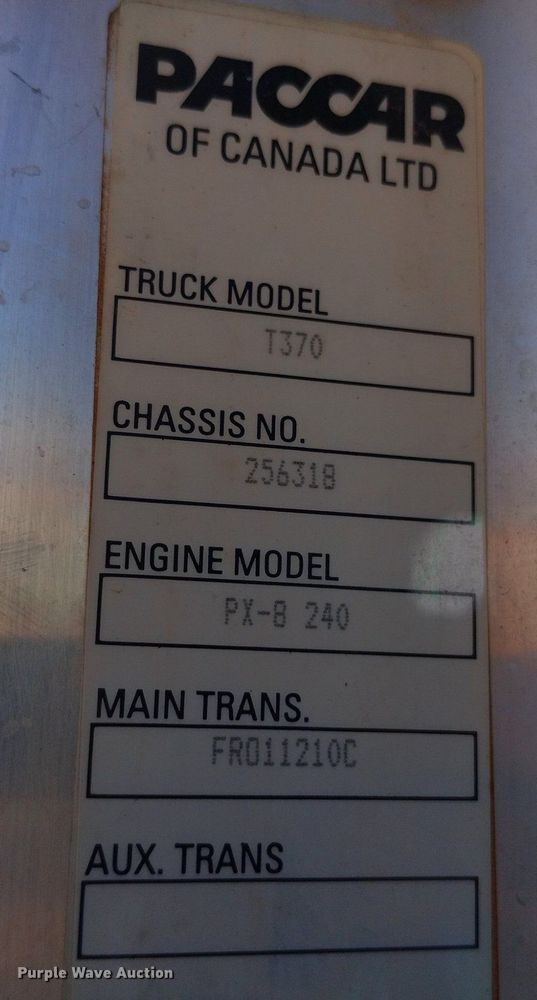 PACCAR
OF CANADA LTD
TRUCK MODEL
T370
CHASSIS NO.
256318
ENGINE MODEL
PX-8 240
MAIN TRANS.
FRO11210C
AUX. TRANS
Purple Wave Auction